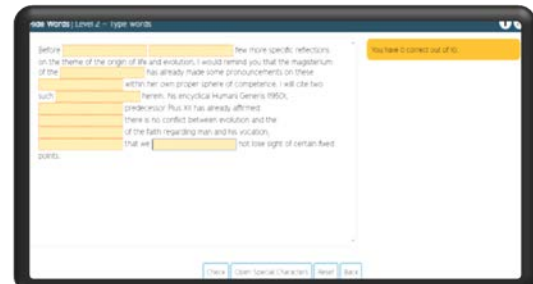 Hide Words | Level 2 – Type words
Before few more specific reflections
on the theme of the origin of life and evolution, I would remind you that the magisterium
of the has already made some pronouncements on these
within her own proper sphere of competence. I will cite two
such herein. his encyclical Humani Generis (1950), -
predecessor Pius XII has already affirmed
there is no conflict between evolution and the
of the faith regarding man and his vocation,
that we not lose sight of certain fixed
points.
You have 0 correct out of 10.
Check
Open Special Characters
Reset
Back